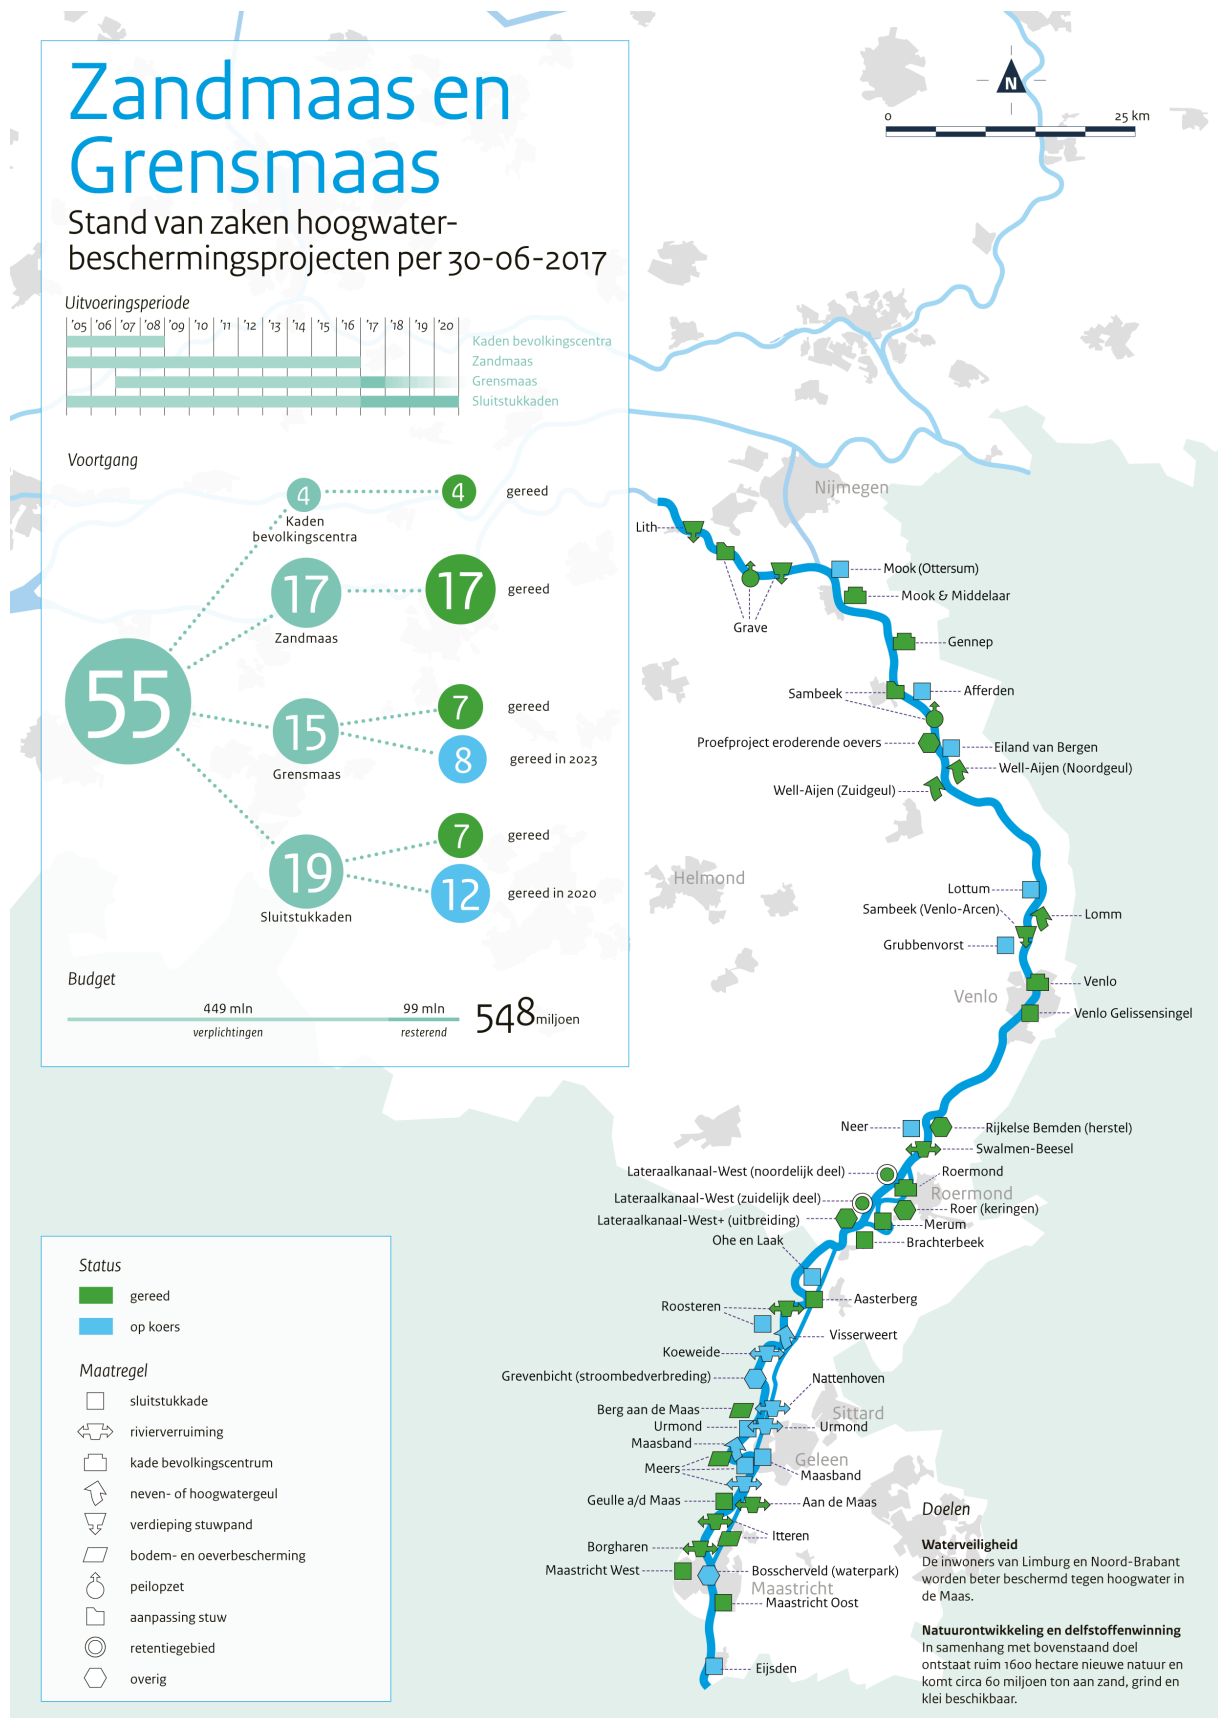 Zandmaas en
Grensmaas
Stand van zaken hoogwater-
beschermingsprojecten per 30-06-2017
Uitvoeringsperiode
'05 '06 '07 '08 '09 '10 '11 '12 '13 '14 '15 '16 '17 '18 '19 '20
Kaden bevolkingscentra
Zandmaas
Grensmaas
Sluitstukkaden
Voortgang
55
4
Kaden
bevolkingscentra
4
gereed
17
Zandmaas
17
gereed
15
Grensmaas
7
gereed
8
gereed in 2023
19
Sluitstukkaden
7
gereed
12
gereed in 2020
Budget
449 mln
verplichtingen
99 mln
resterend
548 miljoen
Status
gereed
op koers
Maatregel
sluitstukkade
rivierverruiming
kade bevolkingscentrum
neven- of hoogwatergeul
verdieping stuwpand
bodem- en oeverbescherming
peilopzet
aanpassing stuw
retentiegebied
overig
N
0 25 km
Nijmegen
Lith
Mook (Ottersum)
Mook & Middelaar
Grave
Gennep
Sambeek
Afferden
Proefproject eroderende oevers
Eiland van Bergen
Well-Aijen (Noordgeul)
Well-Aijen (Zuidgeul)
Helmond
Lottum
Sambeek (Venlo-Arcen)
Lomm
Grubbenvorst
Venlo
Venlo
Venlo Gelissensingel
Neer
Rijkelse Bemden (herstel)
Swalmen-Beesel
Lateraalkanaal-West (noordelijk deel)
Roermond
Roermond
Lateraalkanaal-West (zuidelijk deel)
Roer (keringen)
Lateraalkanaal-West+ (uitbreiding)
Merum
Ohe en Laak
Brachterbeek
Aasterberg
Roosteren
Visserweert
Koeweide
Grevenbicht (stroombedverbreding)
Nattenhoven
Berg aan de Maas
Sittard
Urmond
Urmond
Maasband
Geleen
Meers
Maasband
Geulle a/d Maas
Aan de Maas
Itteren
Borgharen
Maastricht West
Bosscherveld (waterpark)
Maastricht
Maastricht Oost
Eijsden
Doelen
Waterveiligheid
De inwoners van Limburg en Noord-Brabant
worden beter beschermd tegen hoogwater in
de Maas.
Natuurontwikkeling en delfstoffenwinning
In samenhang met bovenstaand doel
ontstaat ruim 1600 hectare nieuwe natuur en
komt circa 60 miljoen ton aan zand, grind en
klei beschikbaar.